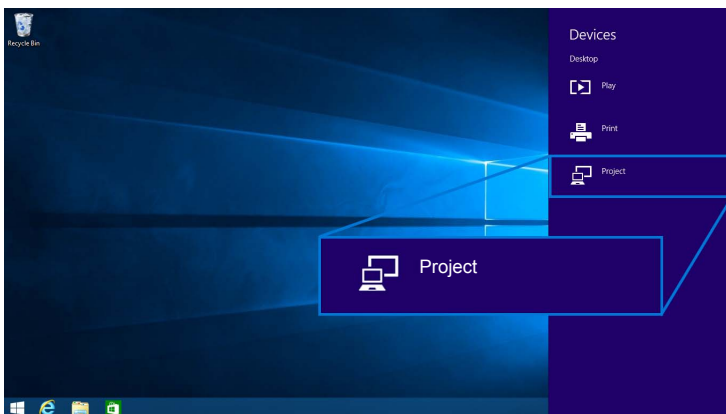 Recycle Bin
Devices
Desktop
Play
Print
Project
Project